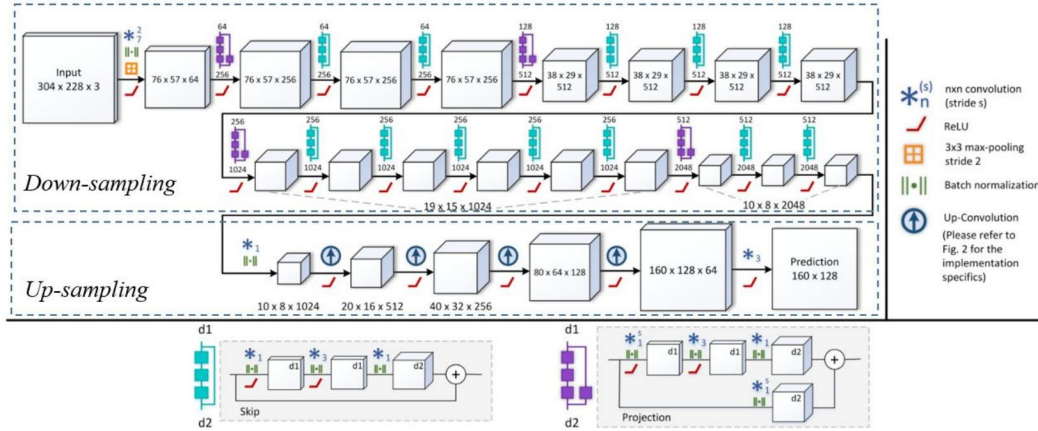 64 64 64 128 128 128 128
2
7
Input
304 x 228 x 3
76 x 57 x 64
256
76 x 57 x 256
256
76 x 57 x 256
256
76 x 57 x 256
512
38 x 29 x
512
512
38 x 29 x
512
512
38 x 29 x
512
512
38 x 29 x
512
256 256 256 256 256 256 512 512 512
1024 1024 1024 1024 1024 1024 2048 2048 2048
Down-sampling
19 x 15 x 1024
10 x 8 x 2048
1
80 x 64 x 128
160 x 128 x 64
3
Prediction
160 x 128
Up-sampling
10 x 8 x 1024
20 x 16 x 512
40 x 32 x 256
(s)
n
nxn convolution
(stride s)
ReLU
3x3 max-pooling
stride 2
Batch normalization
Up-Convolution
(Please refer to
Fig. 2 for the
implementation
specifics)
d1
1
d1
3
d1
1
d2
+
Skip
d2
d1
s
1
d1
3
d1
1
d2
+
s
1
d2
Projection
d2